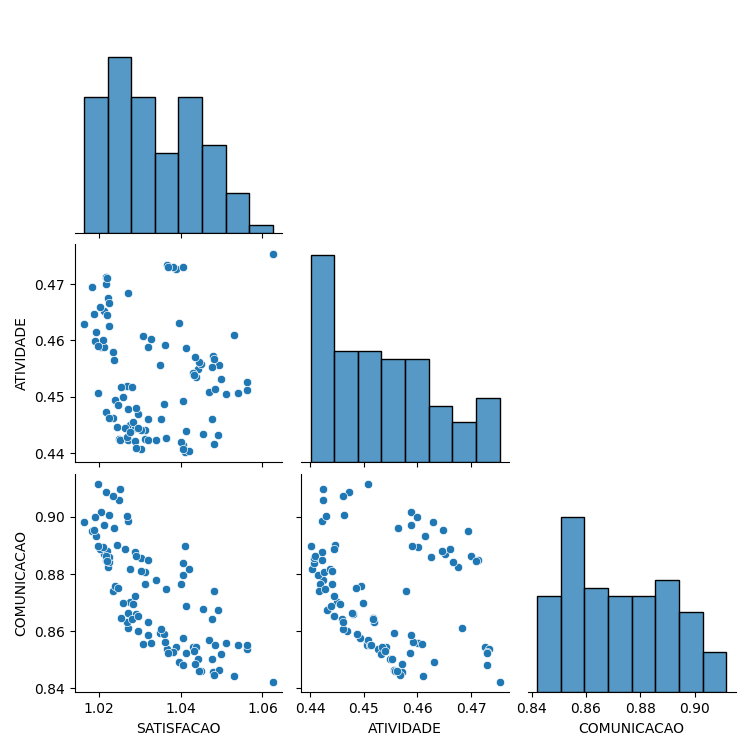 ATIVIDADE
0.47
0.46
0.45
0.44
COMUNICACAO
0.90
0.88
0.86
0.84
1.02 1.04 1.06
SATISFACAO
0.44 0.45 0.46 0.47
ATIVIDADE
0.84 0.86 0.88 0.90
COMUNICACAO